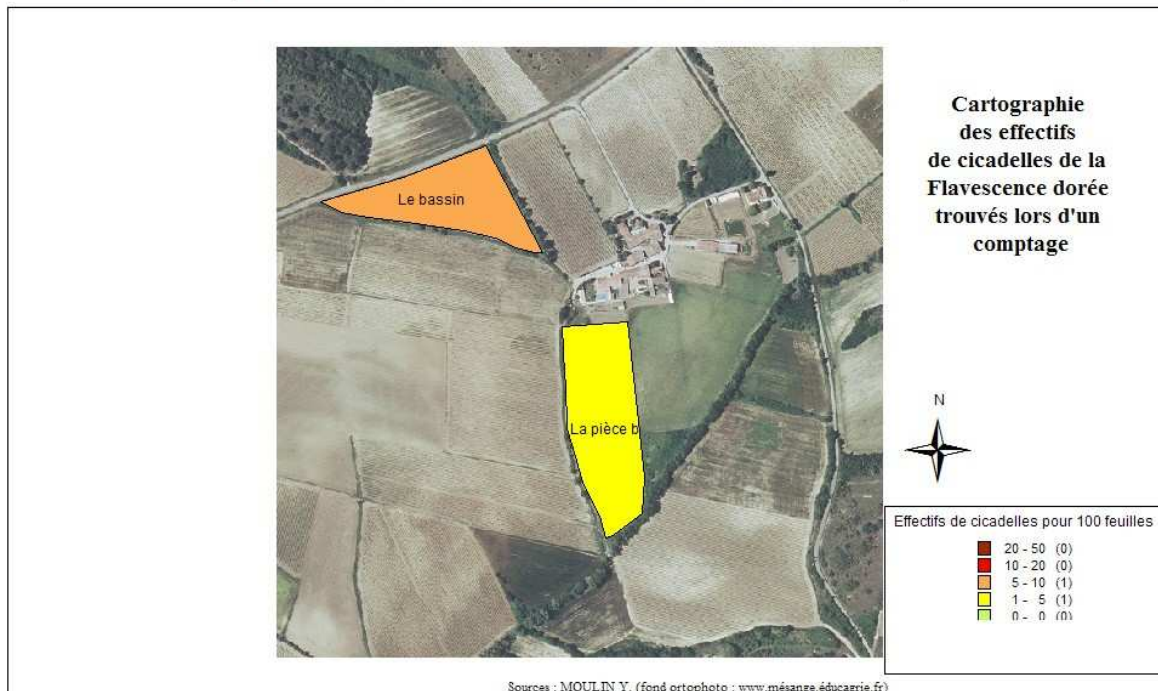 Cartographie
des effectifs
de cicadelles de la
Flavescence dorée
trouvés lors d'un
comptage
Le bassin
La pièce b
N
Effectifs de cicadelles pour 100 feuilles
20 - 50 (0)
10 - 20 (0)
5 - 10 (1)
1 - 5 (1)
0 - 0 (0)
Sources : MOULIN Y. (fond ortophoto : www.mésange.éducagrie.fr)